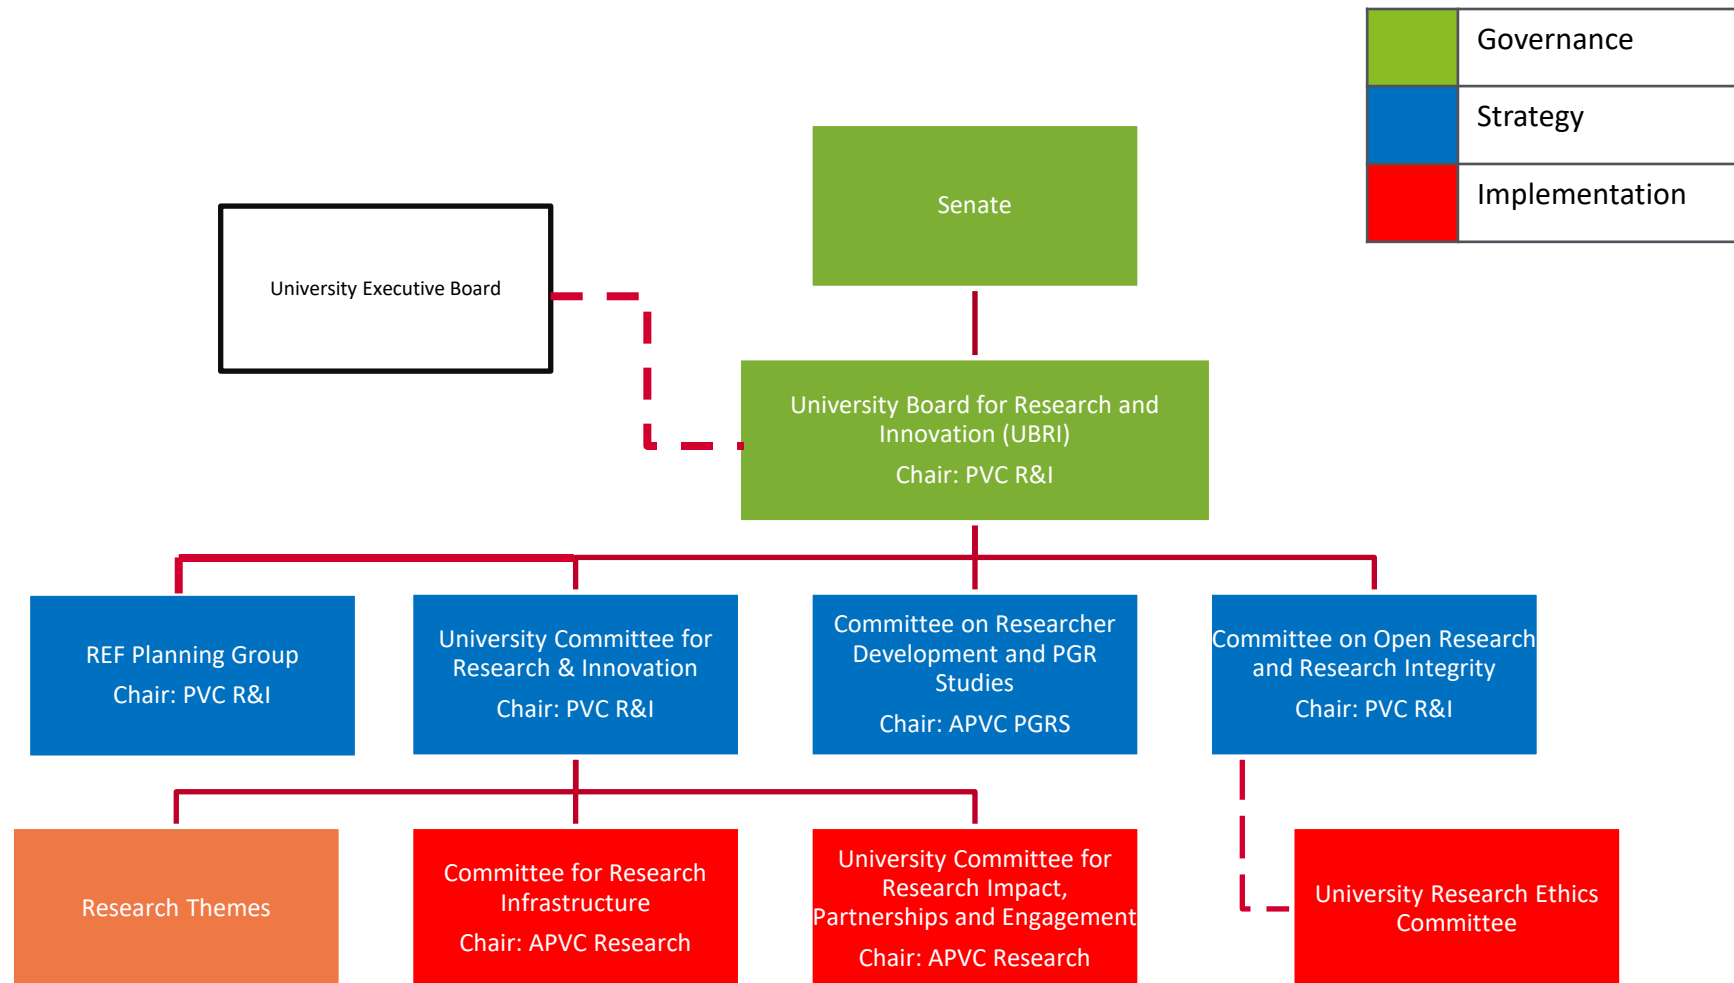 Governance
Strategy
Implementation
Senate
University Executive Board
University Board for Research and
Innovation (UBRI)
Chair: PVC R&I
REF Planning Group
Chair: PVC R&I
University Committee for
Research & Innovation
Chair: PVC R&I
Committee on Researcher
Development and PGR
Studies
Chair: APVC PGRS
Committee on Open Research
and Research Integrity
Chair: PVC R&I
Research Themes
Committee for Research
Infrastructure
Chair: APVC Research
University Committee for
Research Impact,
Partnerships and Engagement
Chair: APVC Research
University Research Ethics
Committee